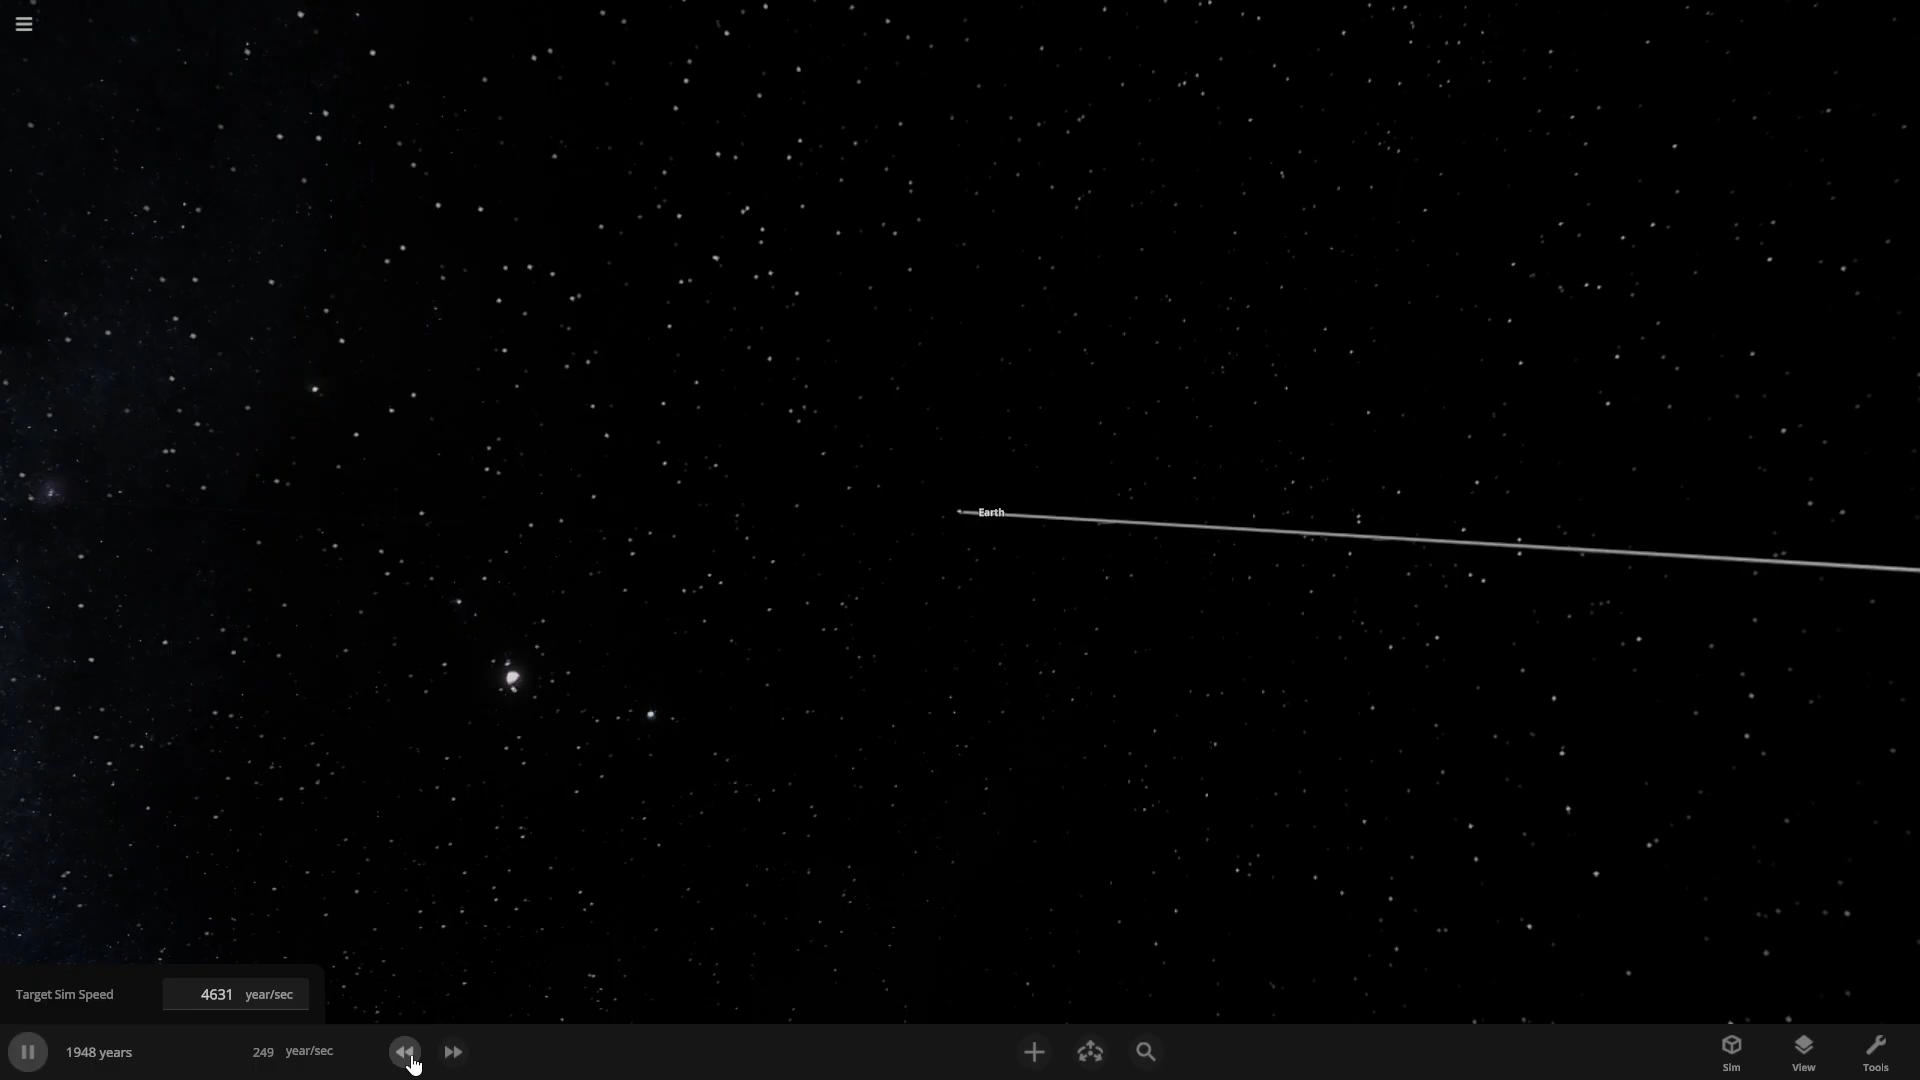 Earth
Target Sim Speed 4631 year/sec
1948 years 249 year/sec
Sim View Tools